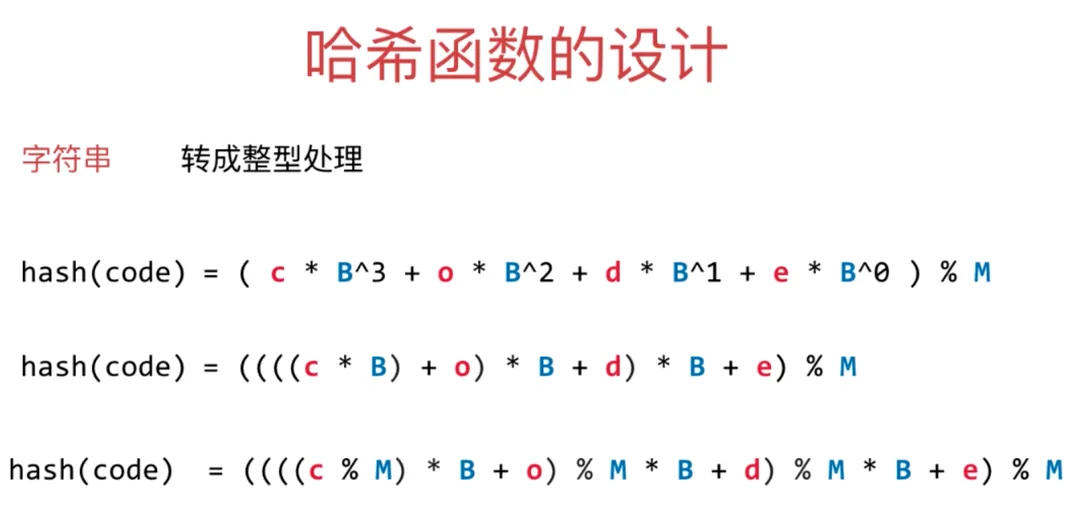 哈希函数的设计
字符串 转成整型处理
hash(code) = ( c * B^3 + o * B^2 + d * B^1 + e * B^0 ) % M
hash(code) = ((((c * B) + o) * B + d) * B + e) % M
hash(code) = ((((c % M) * B + o) % M * B + d) % M * B + e) % M